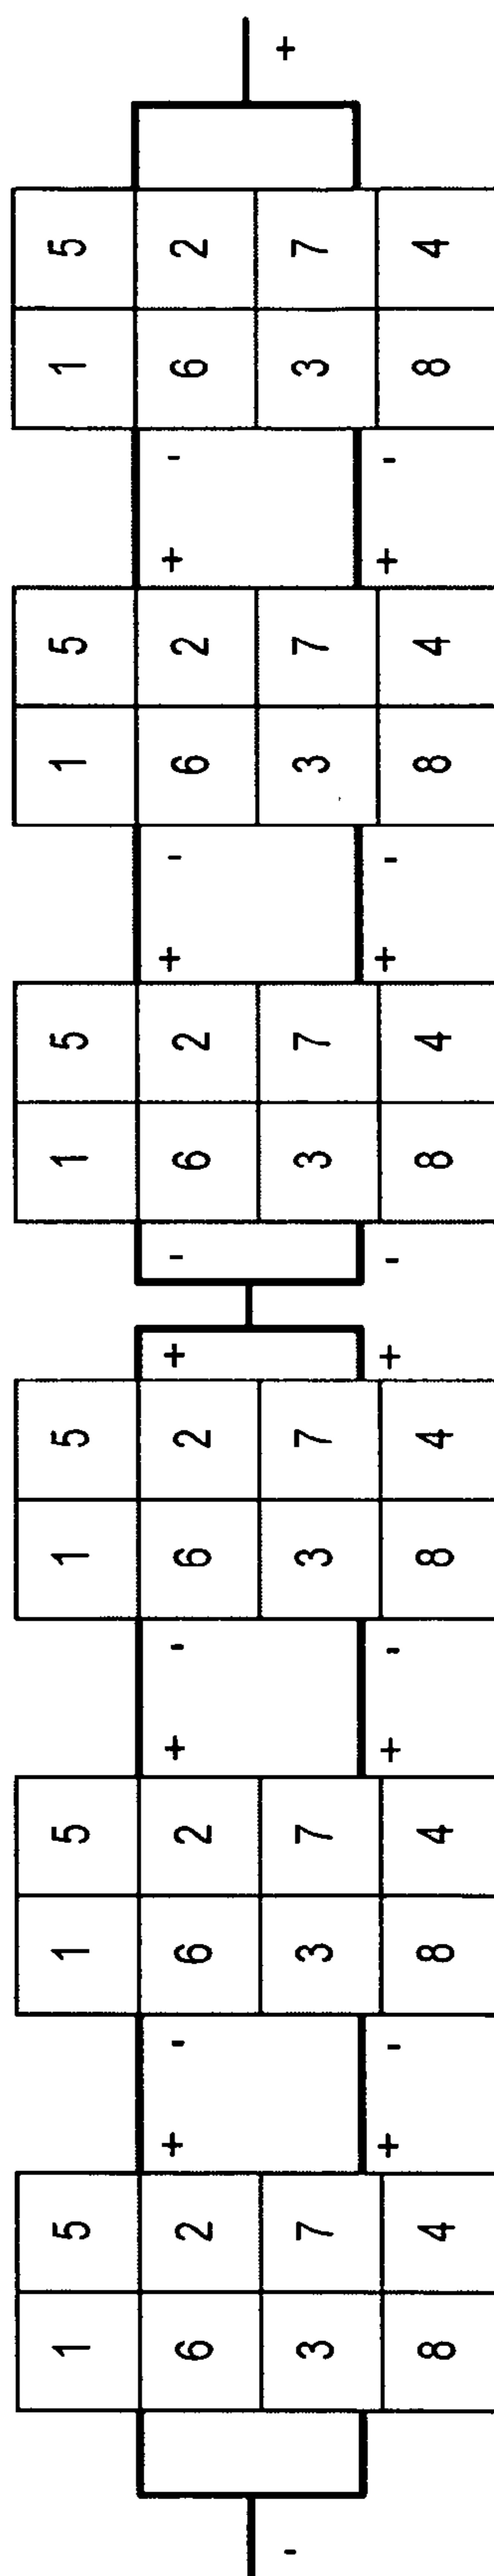 1 5 1 5 1 5 1 5 1 5 1 5
6 2 + - 6 2 + - 6 2 + - 6 2 + - 6 2 + - 6 2
- 3 7 3 7 3 7 3 7 3 7 3 7 +
+ - + - + - + - + -
8 4 8 4 8 4 8 4 8 4 8 4